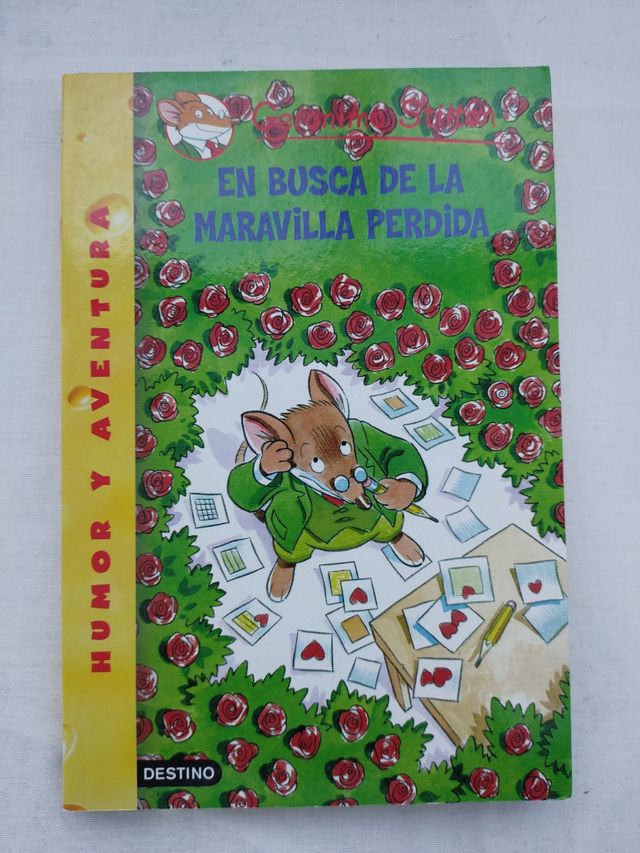 Geronimo Stilton
EN BUSCA DE LA
MARAVILLA PERDIDA
HUMOR Y AVENTURA
DESTINO